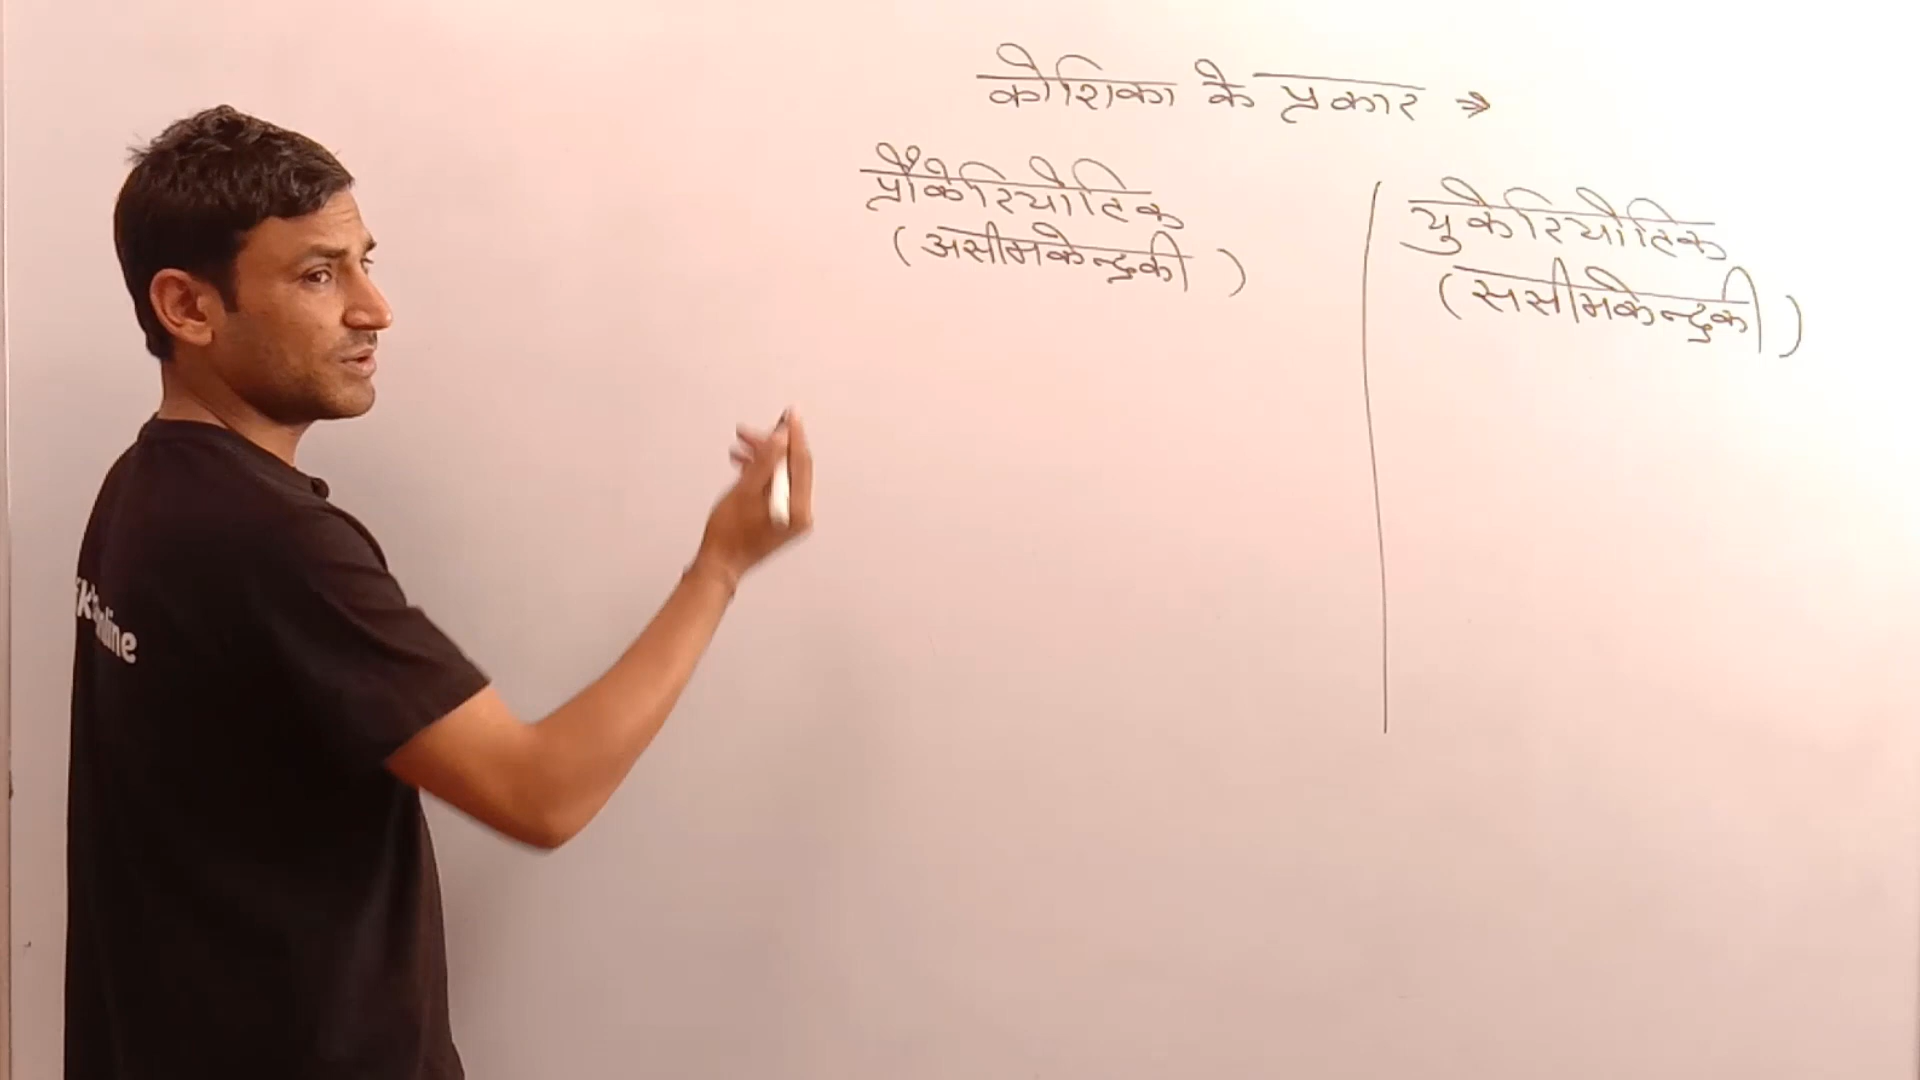 कोशिका के प्रकार →
प्रौकेरियोटिक
(असीमकेन्द्रकी)
युकेरियोटिक
(ससीमकेन्द्रकी)